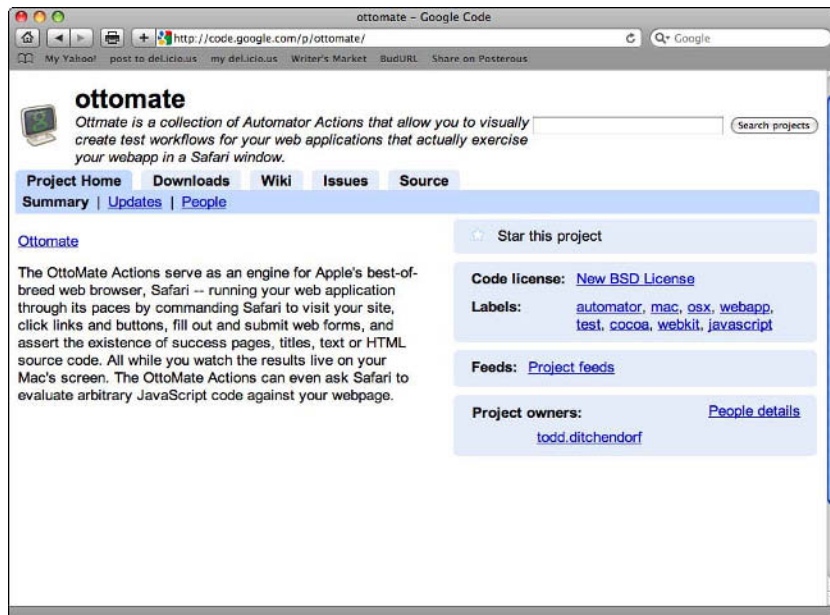 ottomate – Google Code
http://code.google.com/p/ottomate/
Google
My Yahoo! post to del.icio.us my del.icio.us Writer's Market BudURL Share on Posterous
ottomate
Ottmate is a collection of Automator Actions that allow you to visually
create test workflows for your web applications that actually exercise
your webapp in a Safari window.
Search projects
Project Home Downloads Wiki Issues Source
Summary | Updates | People
Ottomate
The OttoMate Actions serve as an engine for Apple's best-of-
breed web browser, Safari -- running your web application
through its paces by commanding Safari to visit your site,
click links and buttons, fill out and submit web forms, and
assert the existence of success pages, titles, text or HTML
source code. All while you watch the results live on your
Mac's screen. The OttoMate Actions can even ask Safari to
evaluate arbitrary JavaScript code against your webpage.
Star this project
Code license: New BSD License
Labels: automator, mac, osx, webapp,
test, cocoa, webkit, javascript
Feeds: Project feeds
Project owners: People details
todd.ditchendorf